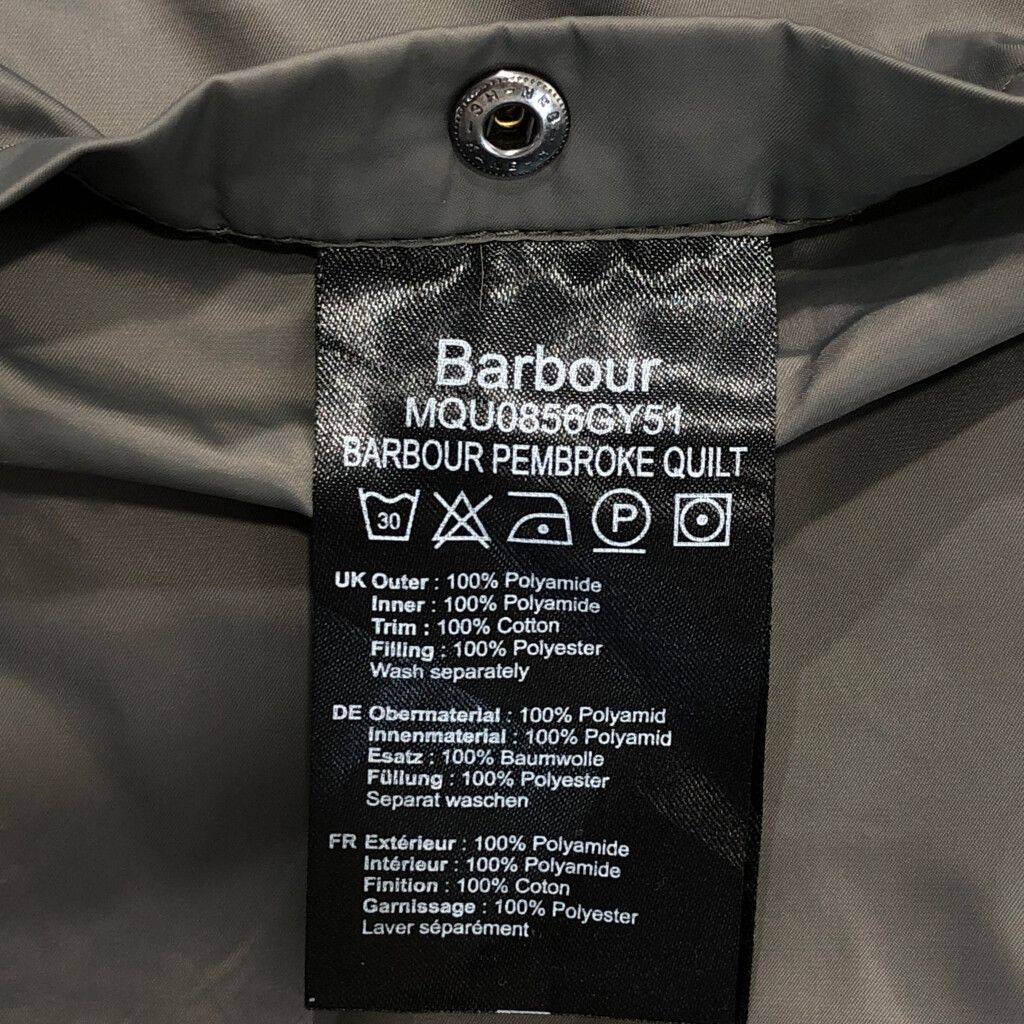 Barbour
MQU0856GY51
BARBOUR PEMBROKE QUILT
30
P
UK Outer : 100% Polyamide
Inner : 100% Polyamide
Trim : 100% Cotton
Filling : 100% Polyester
Wash separately
DE Obermaterial : 100% Polyamid
Innenmaterial : 100% Polyamid
Esatz : 100% Baumwolle
Füllung : 100% Polyester
Separat waschen
FR Extérieur : 100% Polyamide
Intérieur : 100% Polyamide
Finition : 100% Coton
Garnissage : 100% Polyester
Laver séparément